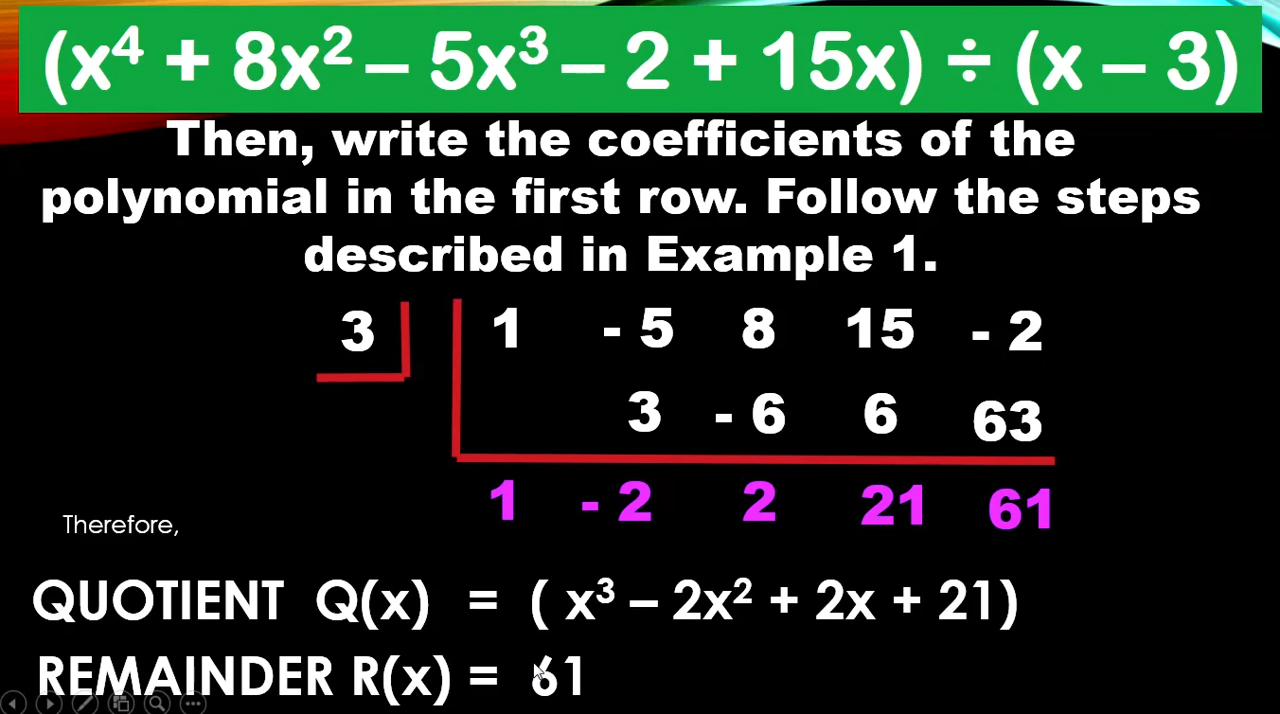 (x⁴ + 8x² – 5x³ – 2 + 15x) ÷ (x – 3)
Then, write the coefficients of the
polynomial in the first row. Follow the steps
described in Example 1.
3 1 - 5 8 15 - 2
3 - 6 6 63
1 - 2 2 21 61
Therefore,
QUOTIENT Q(x) = ( x³ – 2x² + 2x + 21)
REMAINDER R(x) = 61